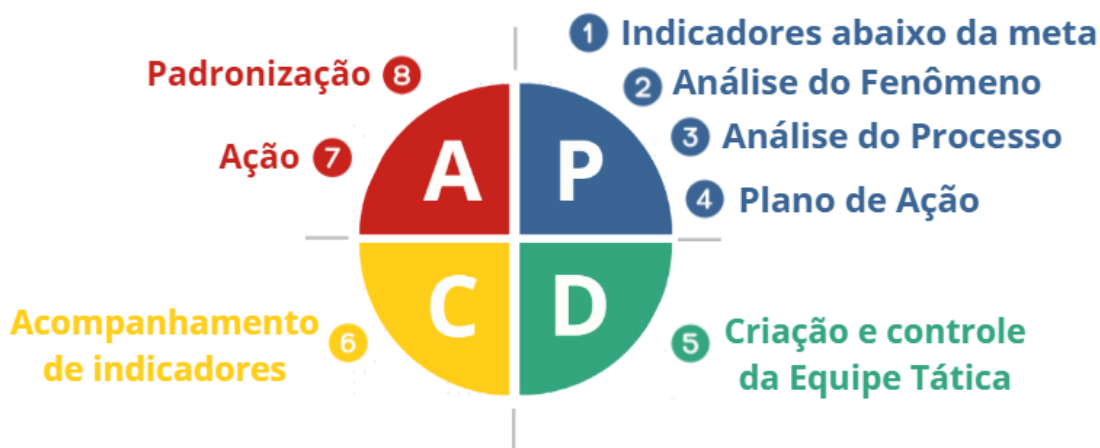 1 Indicadores abaixo da meta
2 Análise do Fenômeno
3 Análise do Processo
4 Plano de Ação
Padronização 8
Ação 7
A P
C D
5 Criação e controle
da Equipe Tática
Acompanhamento 6
de indicadores